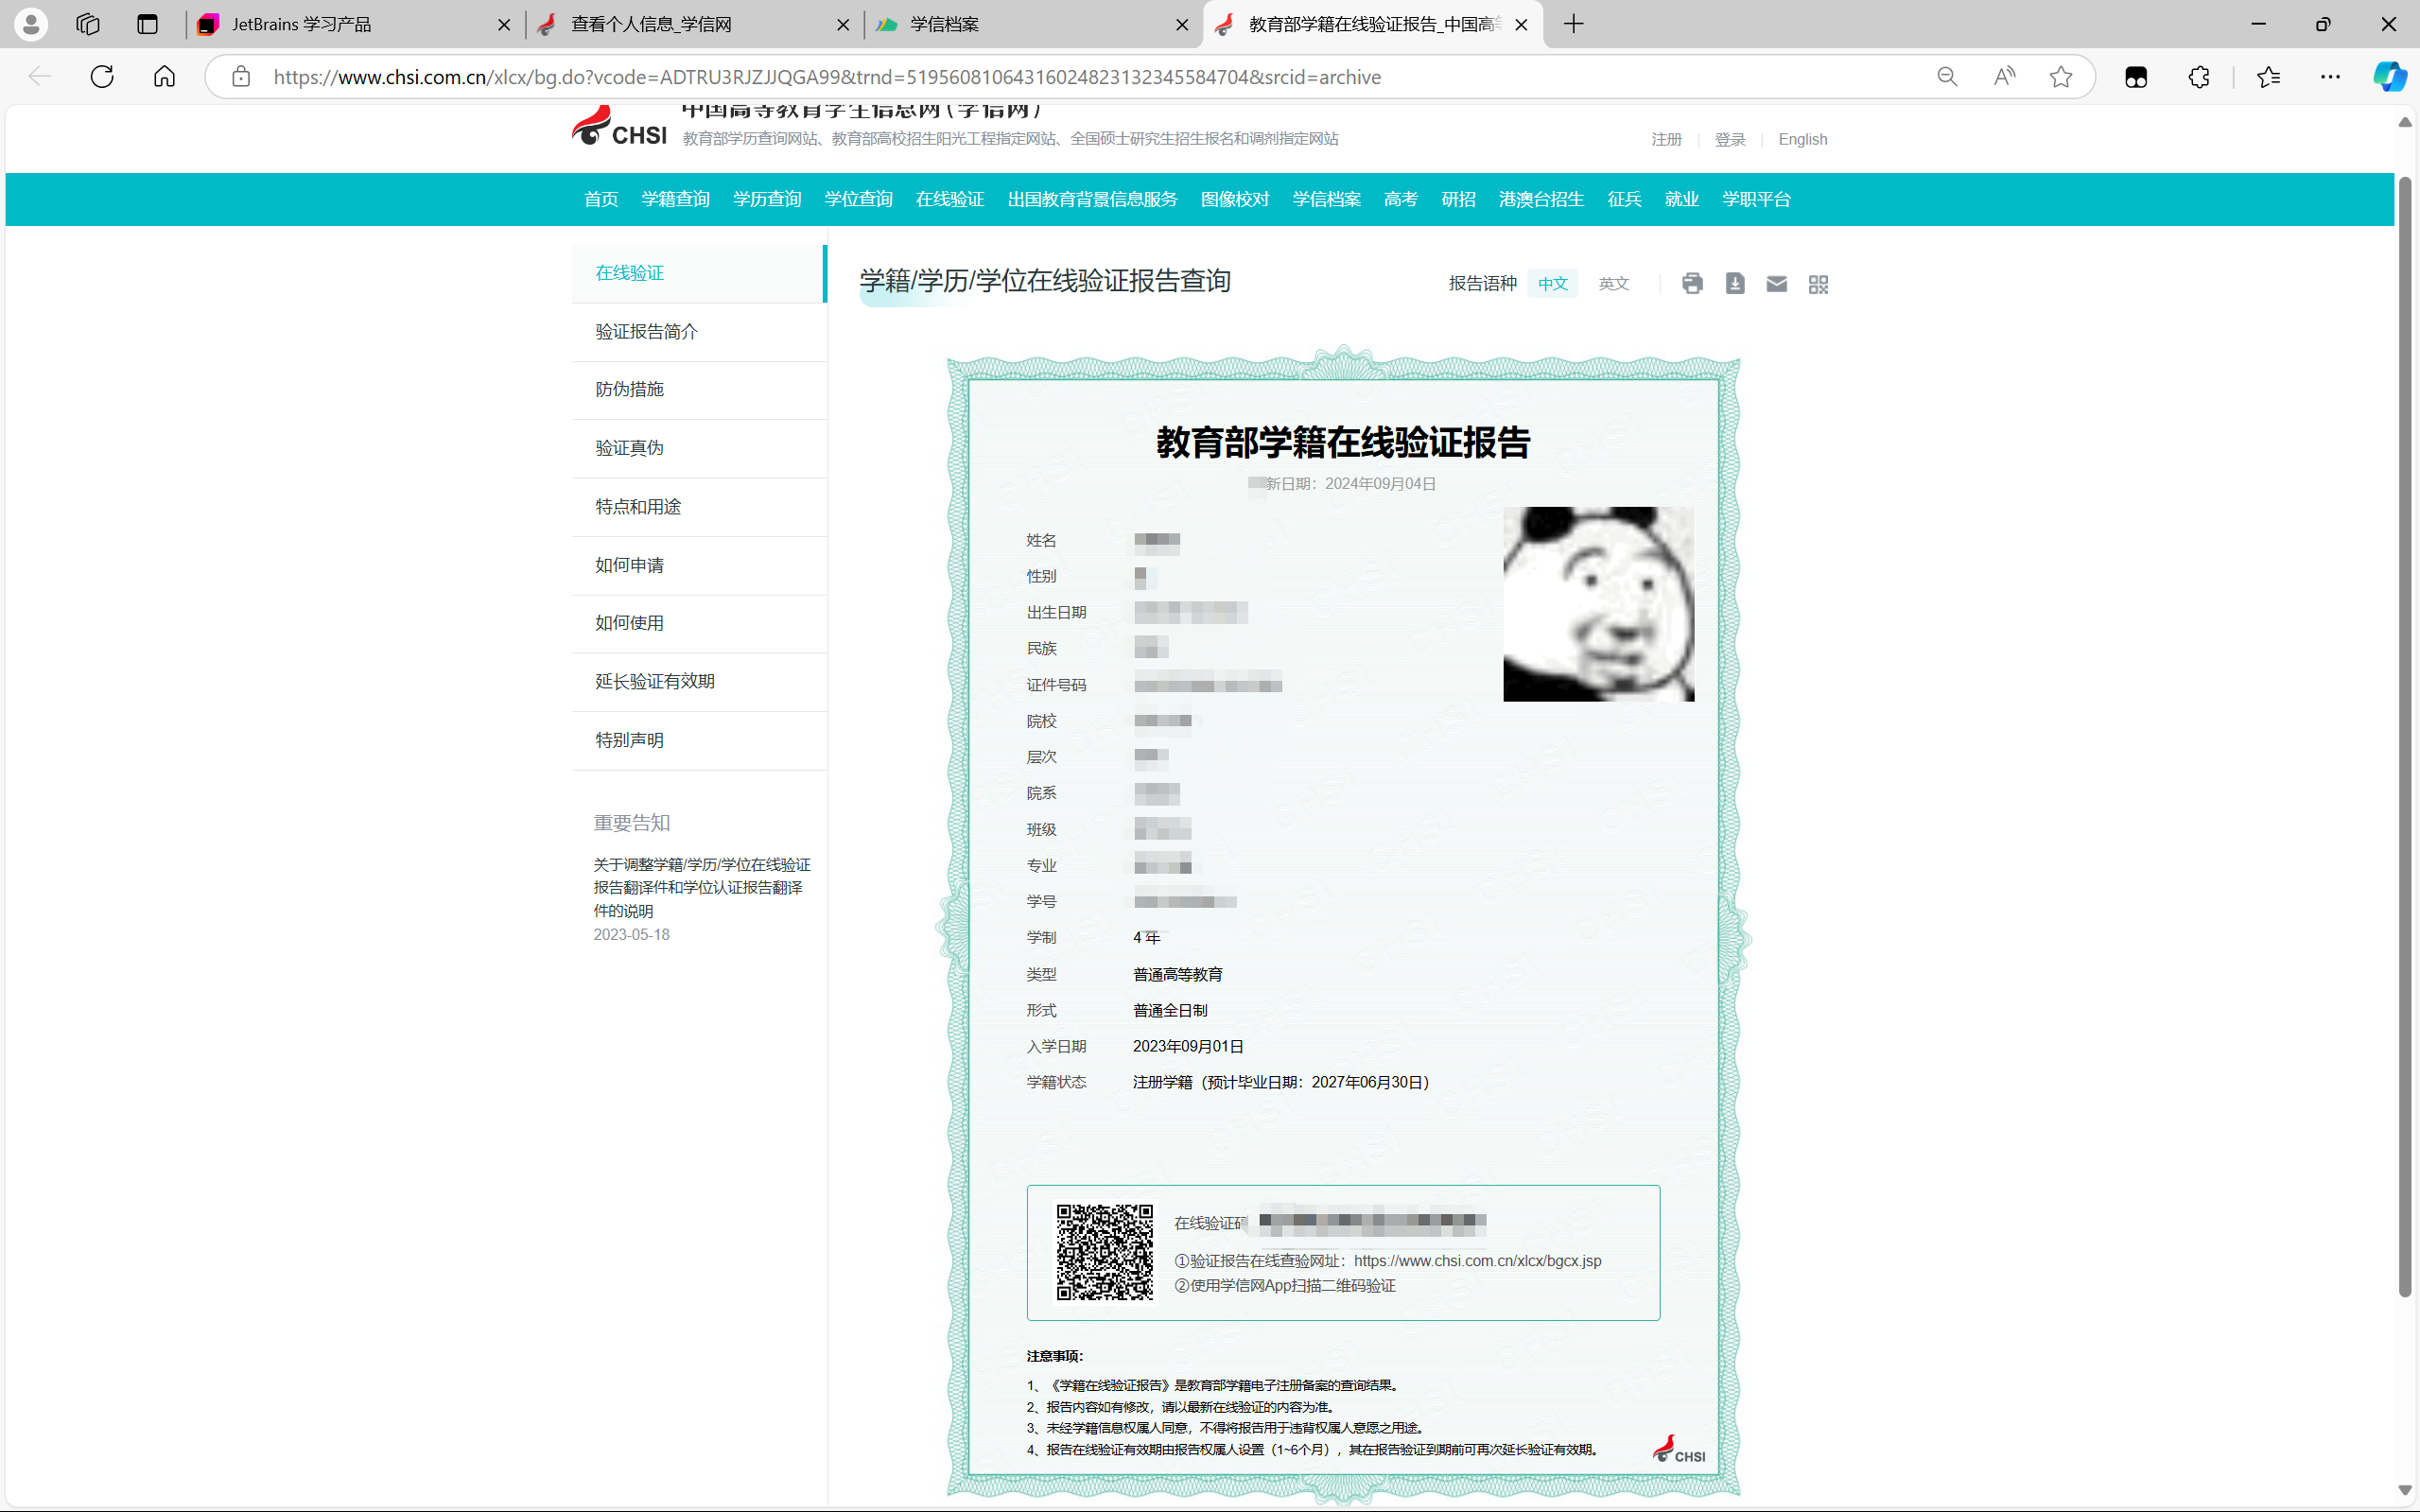 JetBrains 学习产品
查看个人信息_学信网
学信档案
教育部学籍在线验证报告_中国高等
https://www.chsi.com.cn/xlcx/bg.do?vcode=ADTRU3RJZJJQGA99&trnd=51956081064316024823132345584704&srcid=archive
中国高等教育学生信息网(学信网)
CHSI
教育部学历查询网站、教育部高校招生阳光工程指定网站、全国硕士研究生招生报名和调剂指定网站
注册 登录 English
首页 学籍查询 学历查询 学位查询 在线验证 出国教育背景信息服务 图像校对 学信档案 高考 研招 港澳台招生 征兵 就业 学职平台
在线验证
验证报告简介
防伪措施
验证真伪
特点和用途
如何申请
如何使用
延长验证有效期
特别声明
重要告知
关于调整学籍/学历/学位在线验证
报告翻译件和学位认证报告翻译
件的说明
2023-05-18
学籍/学历/学位在线验证报告查询
报告语种 中文 英文
教育部学籍在线验证报告
新日期：2024年09月04日
姓名
性别
出生日期
民族
证件号码
院校
层次
院系
班级
专业
学号
学制 4 年
类型 普通高等教育
形式 普通全日制
入学日期 2023年09月01日
学籍状态 注册学籍（预计毕业日期：2027年06月30日）
在线验证码
①验证报告在线查验网址：https://www.chsi.com.cn/xlcx/bgcx.jsp
②使用学信网App扫描二维码验证
注意事项：
1、《学籍在线验证报告》是教育部学籍电子注册备案的查询结果。
2、报告内容如有修改，请以最新在线验证的内容为准。
3、未经学籍信息权属人同意，不得将报告用于违背权属人意愿之用途。
4、报告在线验证有效期由报告权属人设置（1~6个月），其在报告验证到期前可再次延长验证有效期。
CHSI